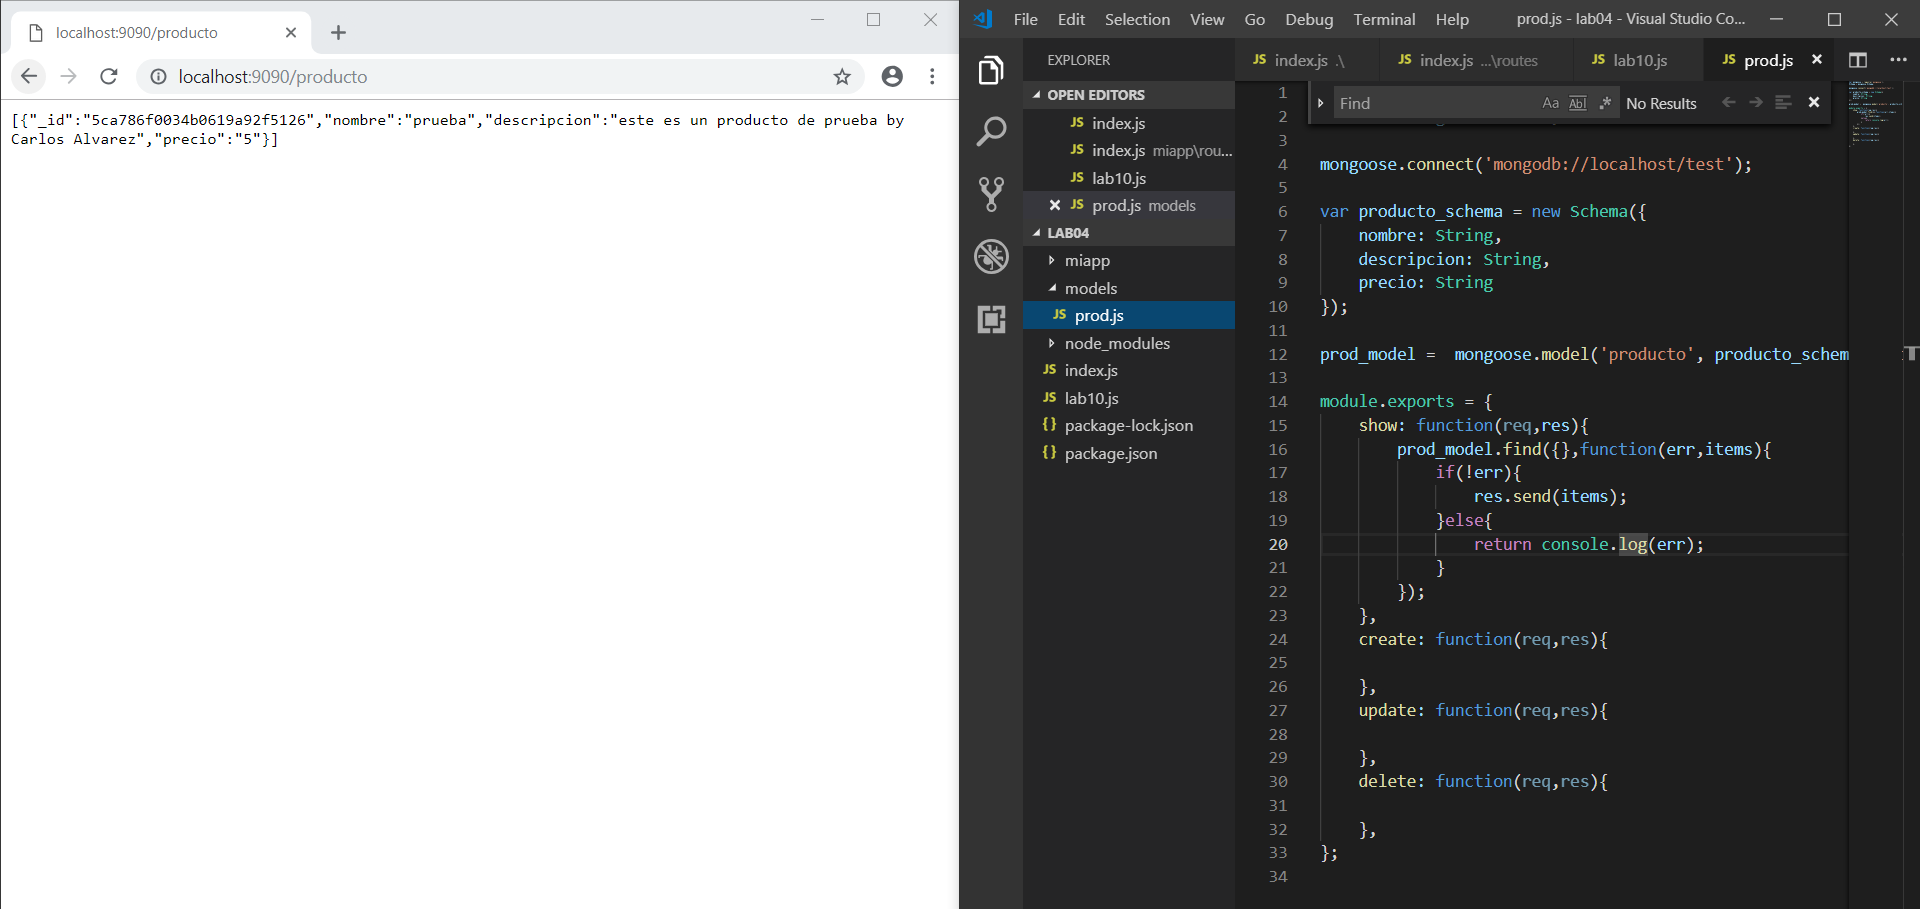 localhost:9090/producto
localhost:9090/producto
[{"_id":"5ca786f0034b0619a92f5126","nombre":"prueba","descripcion":"este es un producto de prueba by
Carlos Alvarez","precio":"5"}]
File Edit Selection View Go Debug Terminal Help prod.js - lab04 - Visual Studio Co...
EXPLORER
OPEN EDITORS
JS index.js
JS index.js miapp\rou...
JS lab10.js
JS prod.js models
LAB04
miapp
models
JS prod.js
node_modules
JS index.js
JS lab10.js
{} package-lock.json
{} package.json
JS index.js .\ JS index.js ...\routes JS lab10.js JS prod.js
Find Aa Abl .* No Results
1
2
3
4 mongoose.connect('mongodb://localhost/test');
5
6 var producto_schema = new Schema({
7 nombre: String,
8 descripcion: String,
9 precio: String
10 });
11
12 prod_model =  mongoose.model('producto', producto_schem
13
14 module.exports = {
15 show: function(req,res){
16 prod_model.find({},function(err,items){
17 if(!err){
18 res.send(items);
19 }else{
20 return console.log(err);
21 }
22 });
23 },
24 create: function(req,res){
25
26 },
27 update: function(req,res){
28
29 },
30 delete: function(req,res){
31
32 },
33 };
34